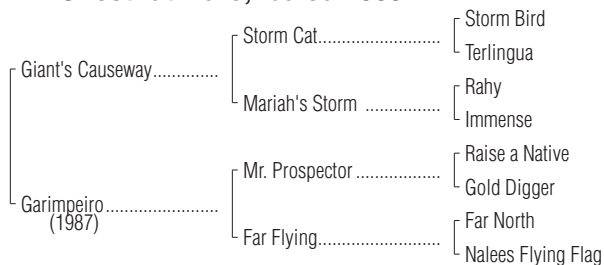 Storm Bird
Storm Cat........................
Terlingua
Giant's Causeway.............
Rahy
Mariah's Storm ...............
Immense
Raise a Native
Mr. Prospector .................
Gold Digger
Garimpeiro......................
(1987)
Far North
Far Flying........................
Nalees Flying Flag